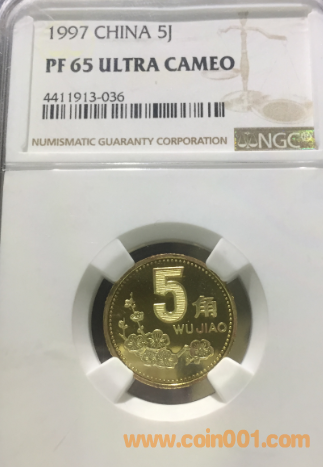 1997 CHINA 5J
PF 65 ULTRA CAMEO
4411913-036
NUMISMATIC GUARANTY CORPORATION
NGC
5角
WU JIAO
www.coin001.com